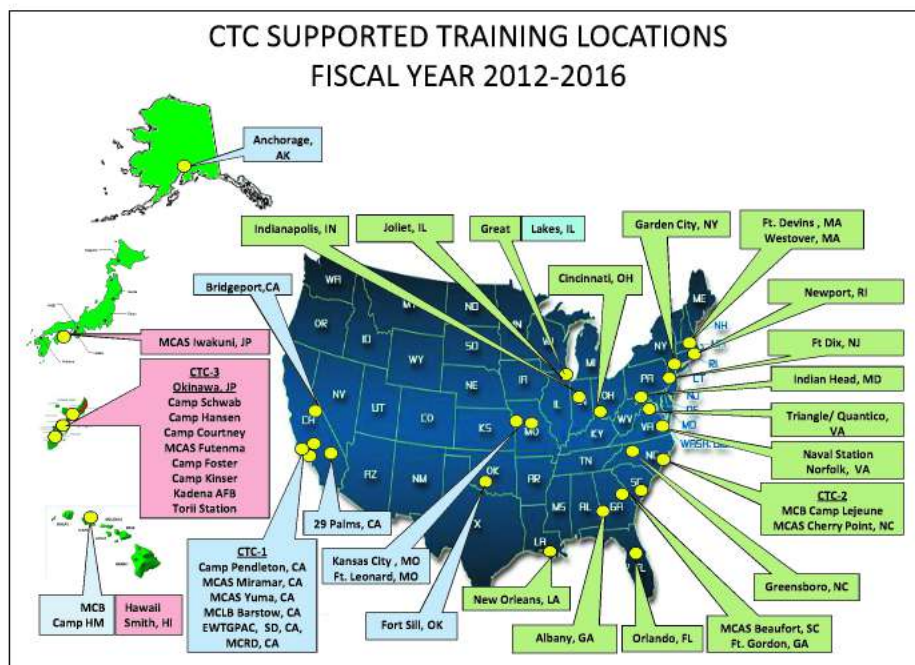 CTC SUPPORTED TRAINING LOCATIONS
FISCAL YEAR 2012-2016
Anchorage,
AK
Indianapolis, IN
Joliet, IL
Great Lakes, IL
Garden City, NY
Ft. Devins , MA
Westover, MA
Bridgeport,CA
Cincinnati, OH
Newport, RI
MCAS Iwakuni, JP
Ft Dix, NJ
CTC-3
Okinawa, JP
Camp Schwab
Camp Hansen
Camp Courtney
MCAS Futenma
Camp Foster
Camp Kinser
Kadena AFB
Torii Station
Indian Head, MD
Triangle/ Quantico,
VA
Naval Station
Norfolk, VA
CTC-2
MCB Camp Lejeune
MCAS Cherry Point, NC
29 Palms, CA
CTC-1
Camp Pendleton, CA
MCAS Miramar, CA
MCAS Yuma, CA
MCLB Barstow, CA
EWTGPAC, SD, CA,
MCRD, CA
Kansas City , MO
Ft. Leonard, MO
Fort Sill, OK
New Orleans, LA
Albany, GA
Orlando, FL
Greensboro, NC
MCAS Beaufort, SC
Ft. Gordon, GA
MCB Hawaii
Camp HM Smith, HI
WA
MT
ND
OR
ID
WY
SD
NE
NV
UT
CO
KS
CA
AZ
NM
OK
IA
MO
AR
LA
MS
AL
GA
TN
KY
IL
WI
MI
OH
WV
VA
NC
SC
PA
NY
ME
NH
RI
CT
NJ
DE
MD
WASH. DC